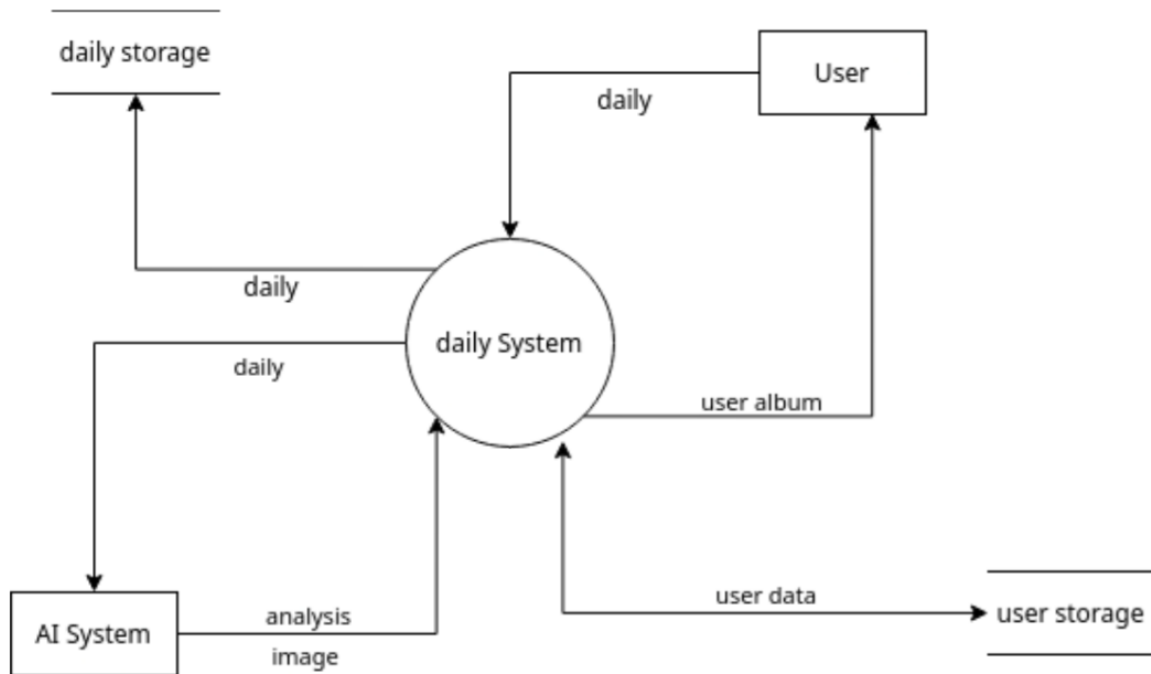 daily storage
User
daily
daily
daily System
daily
user album
analysis
user data
user storage
AI System
image